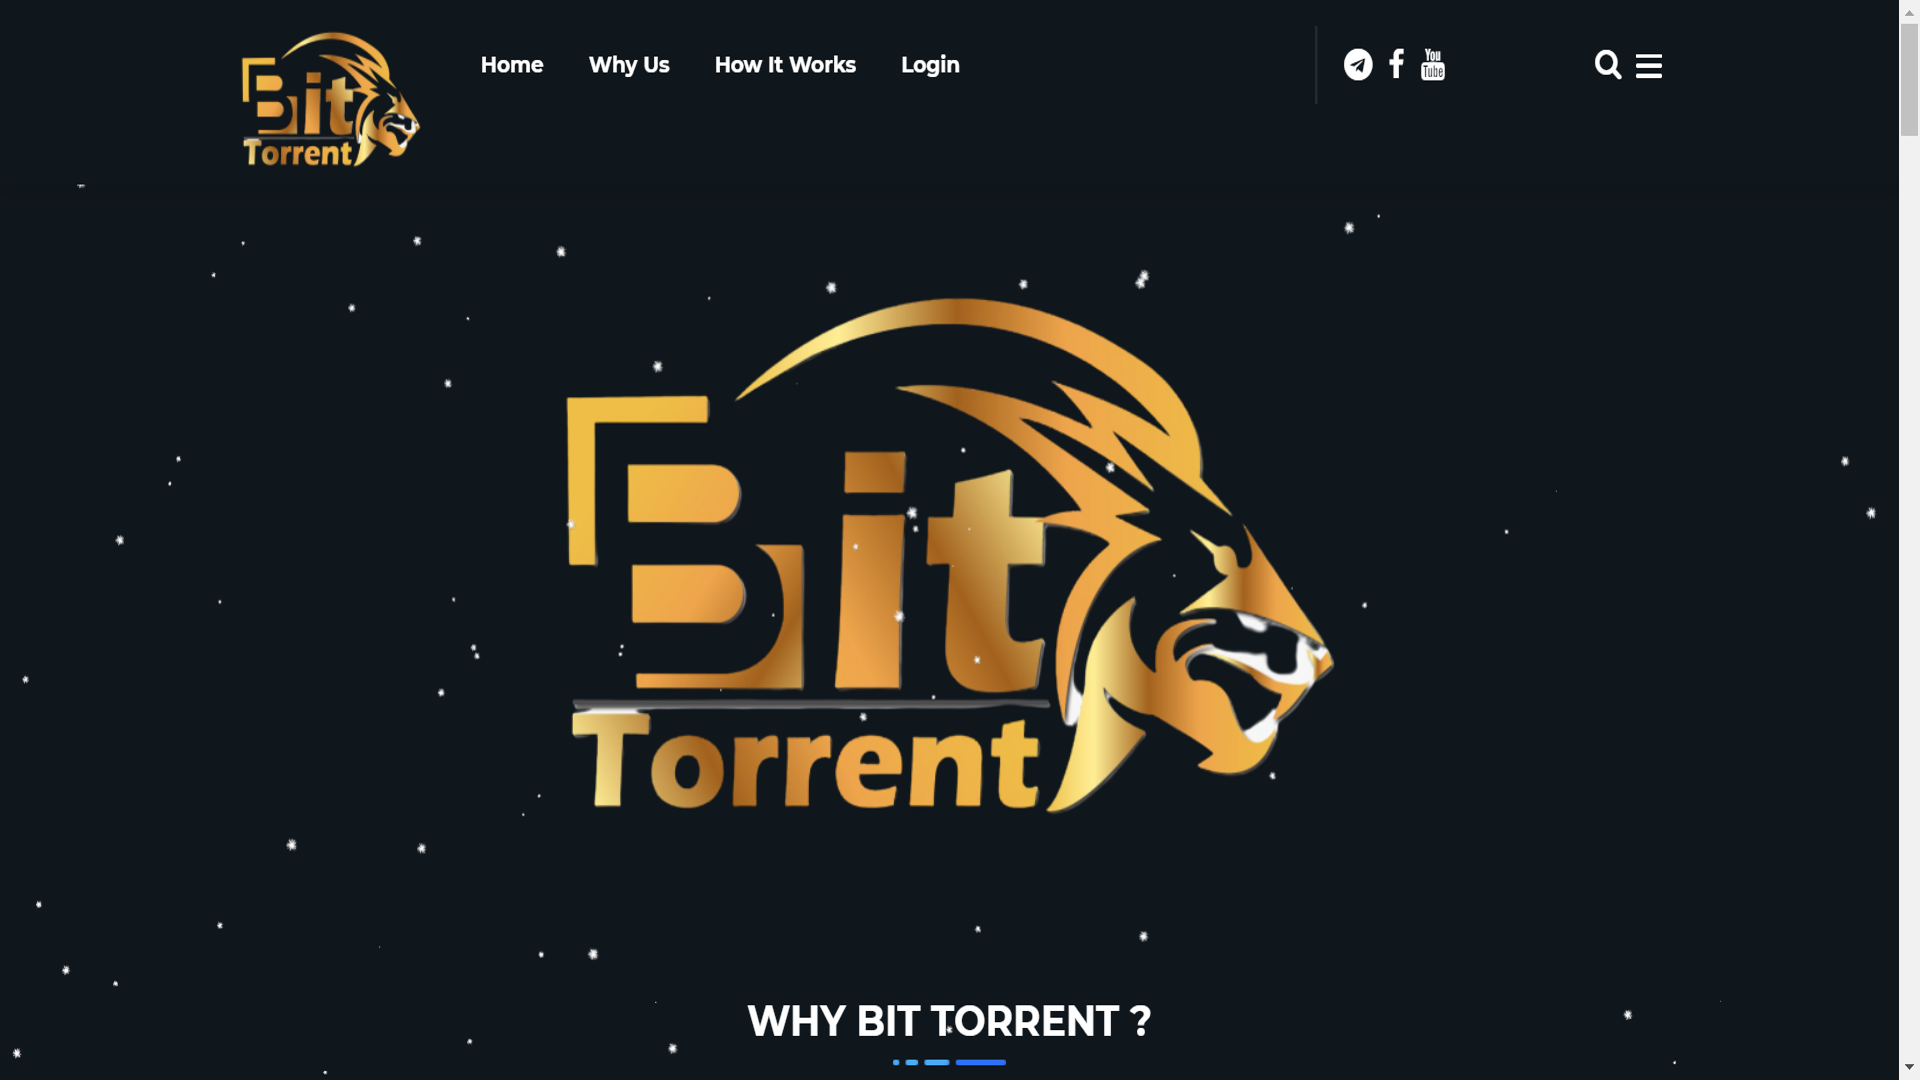 Bit
Torrent
Home
Why Us
How It Works
Login
You
Tube
Bit
Torrent
WHY BIT TORRENT ?